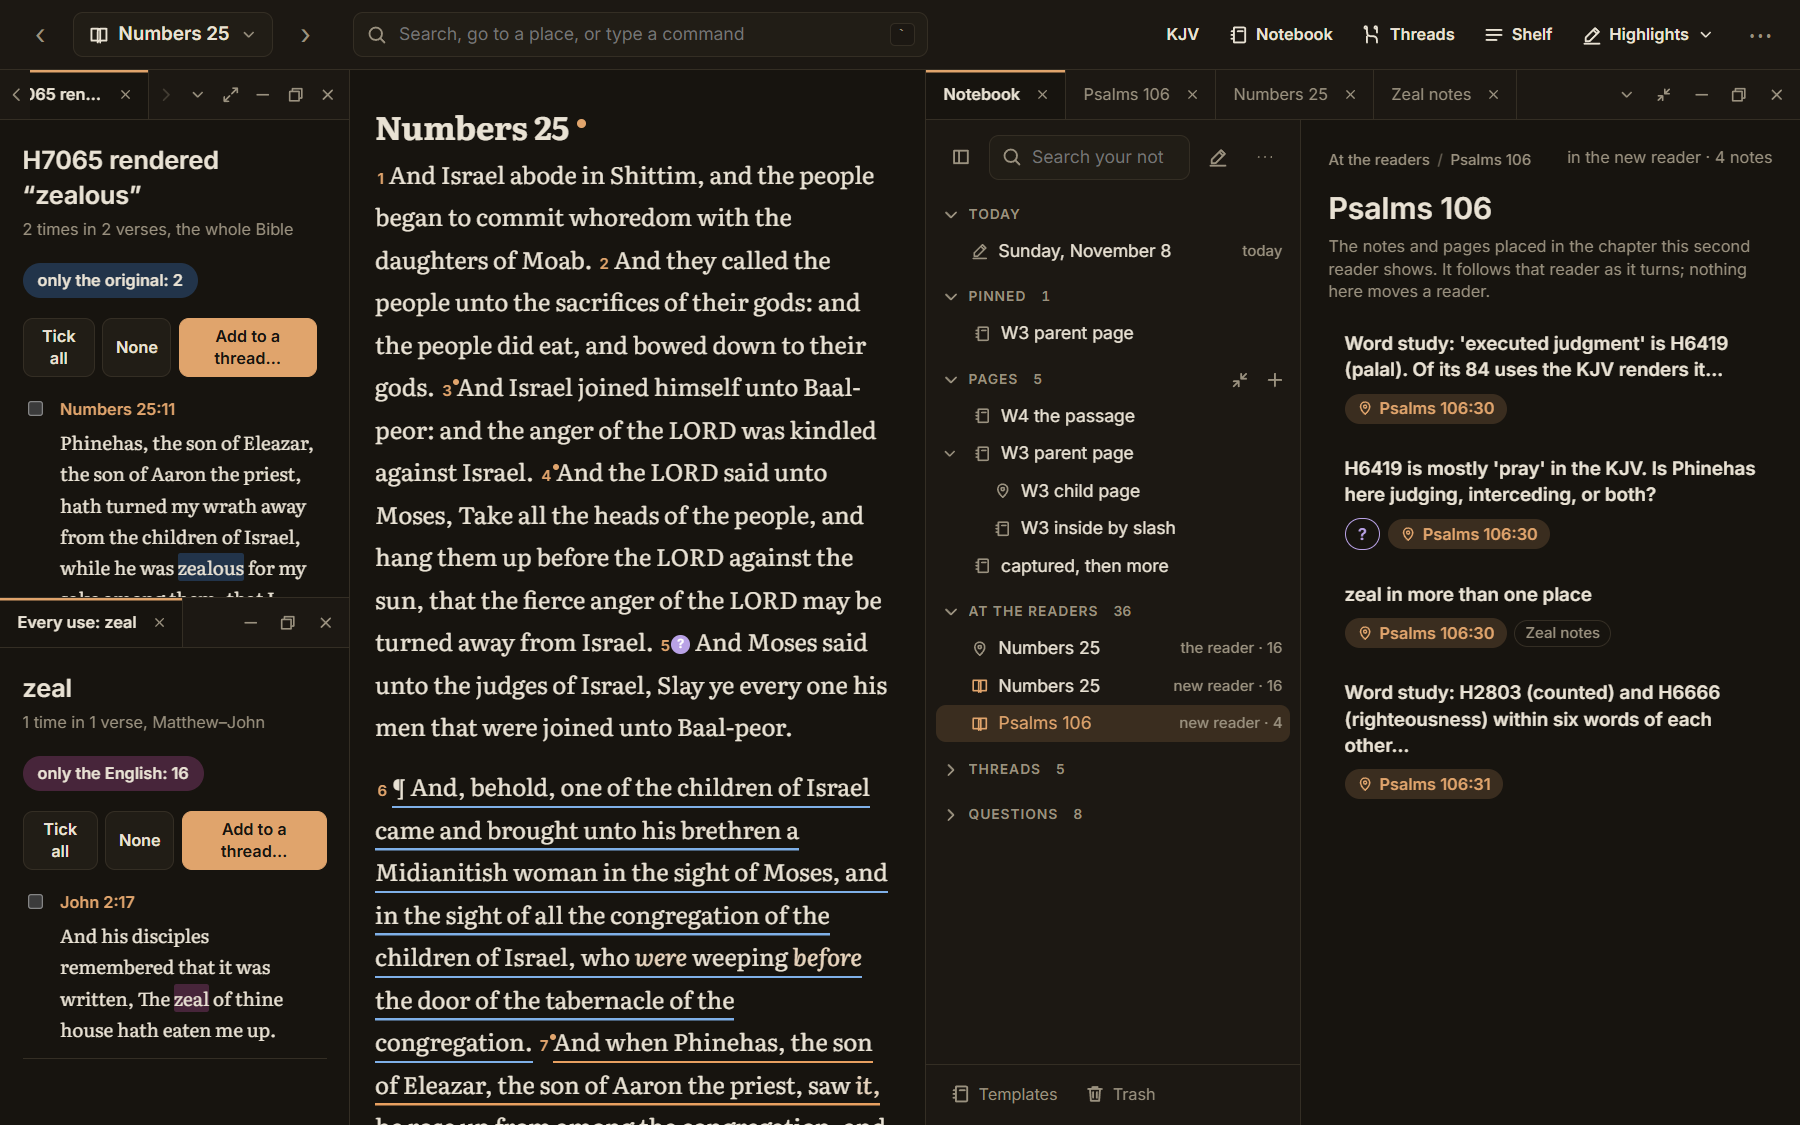 Numbers 25
Search, go to a place, or type a command
`
KJV
Notebook
Threads
Shelf
Highlights
065 ren...
H7065 rendered
“zealous”
2 times in 2 verses, the whole Bible
only the original: 2
Tick
all
None
Add to a
thread...
Numbers 25:11
Phinehas, the son of Eleazar,
the son of Aaron the priest,
hath turned my wrath away
from the children of Israel,
while he was zealous for my
Every use: zeal
zeal
1 time in 1 verse, Matthew–John
only the English: 16
Tick
all
None
Add to a
thread...
John 2:17
And his disciples
remembered that it was
written, The zeal of thine
house hath eaten me up.
Numbers 25
1 And Israel abode in Shittim, and the people
began to commit whoredom with the
daughters of Moab. 2 And they called the
people unto the sacrifices of their gods: and
the people did eat, and bowed down to their
gods. 3 And Israel joined himself unto Baal-
peor: and the anger of the LORD was kindled
against Israel. 4 And the LORD said unto
Moses, Take all the heads of the people, and
hang them up before the LORD against the
sun, that the fierce anger of the LORD may be
turned away from Israel. 5 ? And Moses said
unto the judges of Israel, Slay ye every one his
men that were joined unto Baal-peor.
6 ¶ And, behold, one of the children of Israel
came and brought unto his brethren a
Midianitish woman in the sight of Moses, and
in the sight of all the congregation of the
children of Israel, who were weeping before
the door of the tabernacle of the
congregation. 7 And when Phinehas, the son
of Eleazar, the son of Aaron the priest, saw it,
he rose up from among the congregation, and
Notebook
Psalms 106
Numbers 25
Zeal notes
Search your not
TODAY
Sunday, November 8 today
PINNED 1
W3 parent page
PAGES 5
W4 the passage
W3 parent page
W3 child page
W3 inside by slash
captured, then more
AT THE READERS 36
Numbers 25 the reader · 16
Numbers 25 new reader · 16
Psalms 106 new reader · 4
THREADS 5
QUESTIONS 8
Templates
Trash
At the readers / Psalms 106
in the new reader · 4 notes
Psalms 106
The notes and pages placed in the chapter this second
reader shows. It follows that reader as it turns; nothing
here moves a reader.
Word study: 'executed judgment' is H6419
(palal). Of its 84 uses the KJV renders it...
Psalms 106:30
H6419 is mostly 'pray' in the KJV. Is Phinehas
here judging, interceding, or both?
? Psalms 106:30
zeal in more than one place
Psalms 106:30 Zeal notes
Word study: H2803 (counted) and H6666
(righteousness) within six words of each
other...
Psalms 106:31